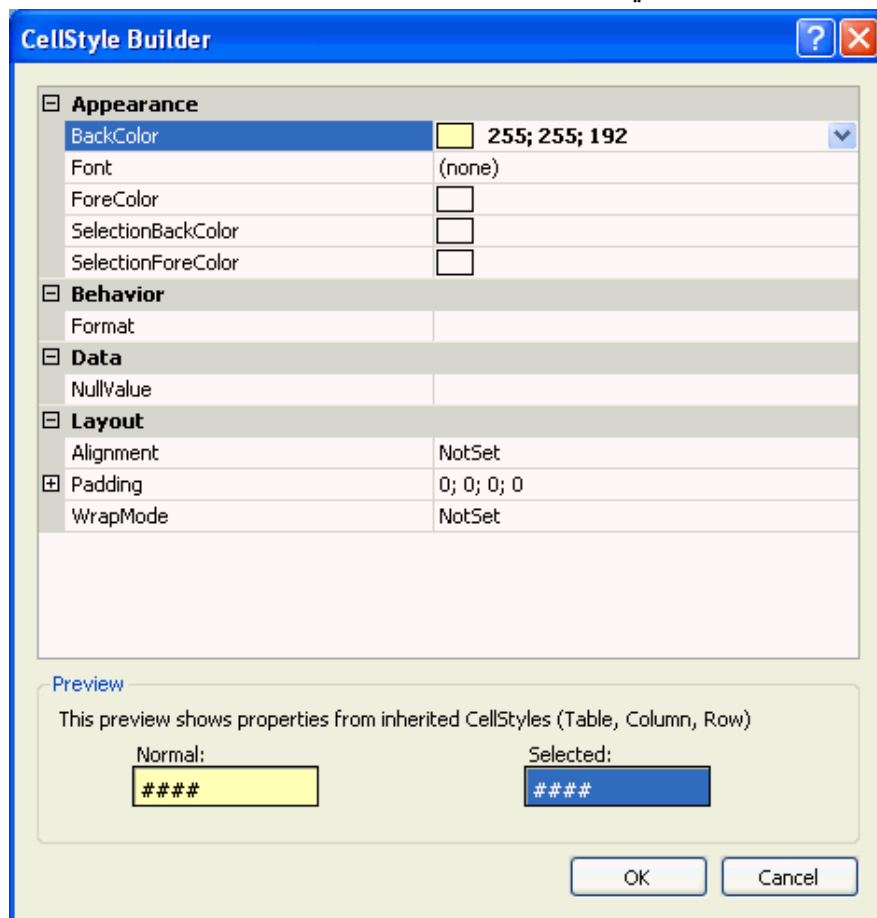 CellStyle Builder
Appearance
BackColor 255; 255; 192
Font (none)
ForeColor
SelectionBackColor
SelectionForeColor
Behavior
Format
Data
NullValue
Layout
Alignment NotSet
Padding 0; 0; 0; 0
WrapMode NotSet
Preview
This preview shows properties from inherited CellStyles (Table, Column, Row)
Normal: Selected:
#### ####
OK Cancel